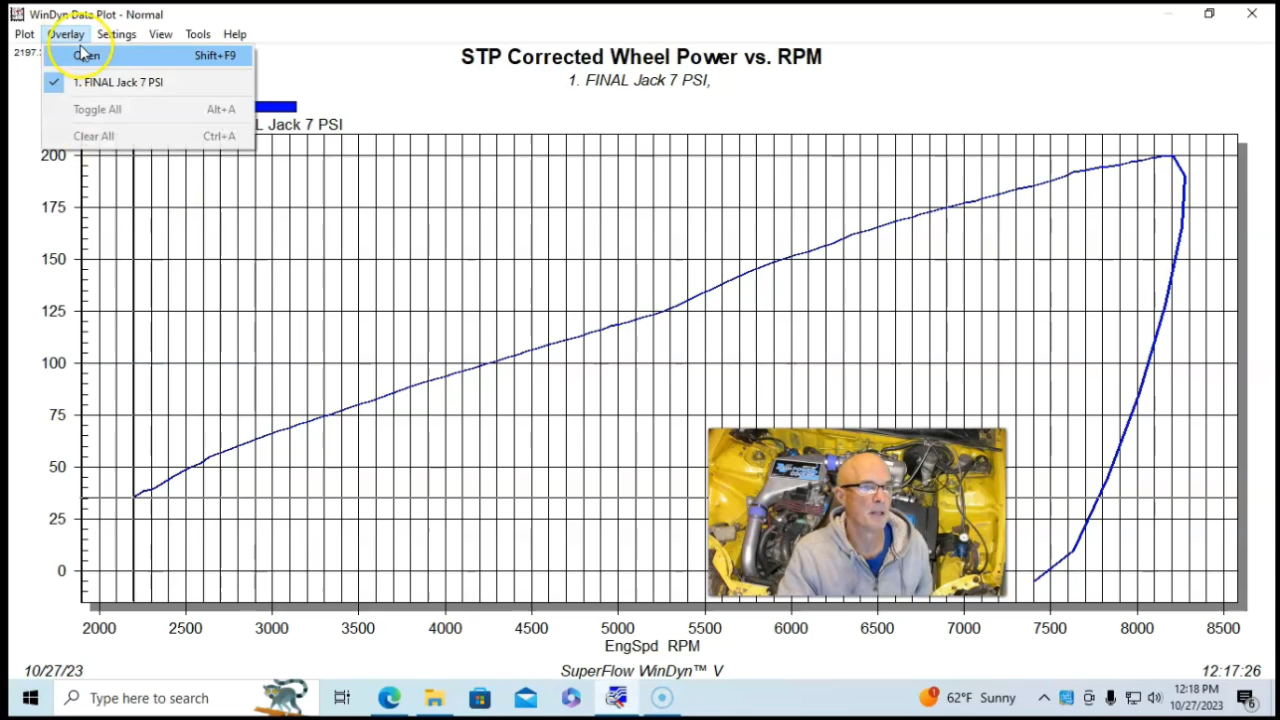 WinDyn Data Plot - Normal
Plot Overlay Settings View Tools Help
Open Shift+F9
1. FINAL Jack 7 PSI
Toggle All Alt+A
Clear All Ctrl+A
STP Corrected Wheel Power vs. RPM
1. FINAL Jack 7 PSI,
L Jack 7 PSI
200
175
150
125
100
75
50
25
0
2000 2500 3000 3500 4000 4500 5000 5500 6000 6500 7000 7500 8000 8500
EngSpd RPM
10/27/23 SuperFlow WinDyn™ V 12:17:26
Type here to search
1
62°F Sunny
12:18 PM
10/27/2023
6